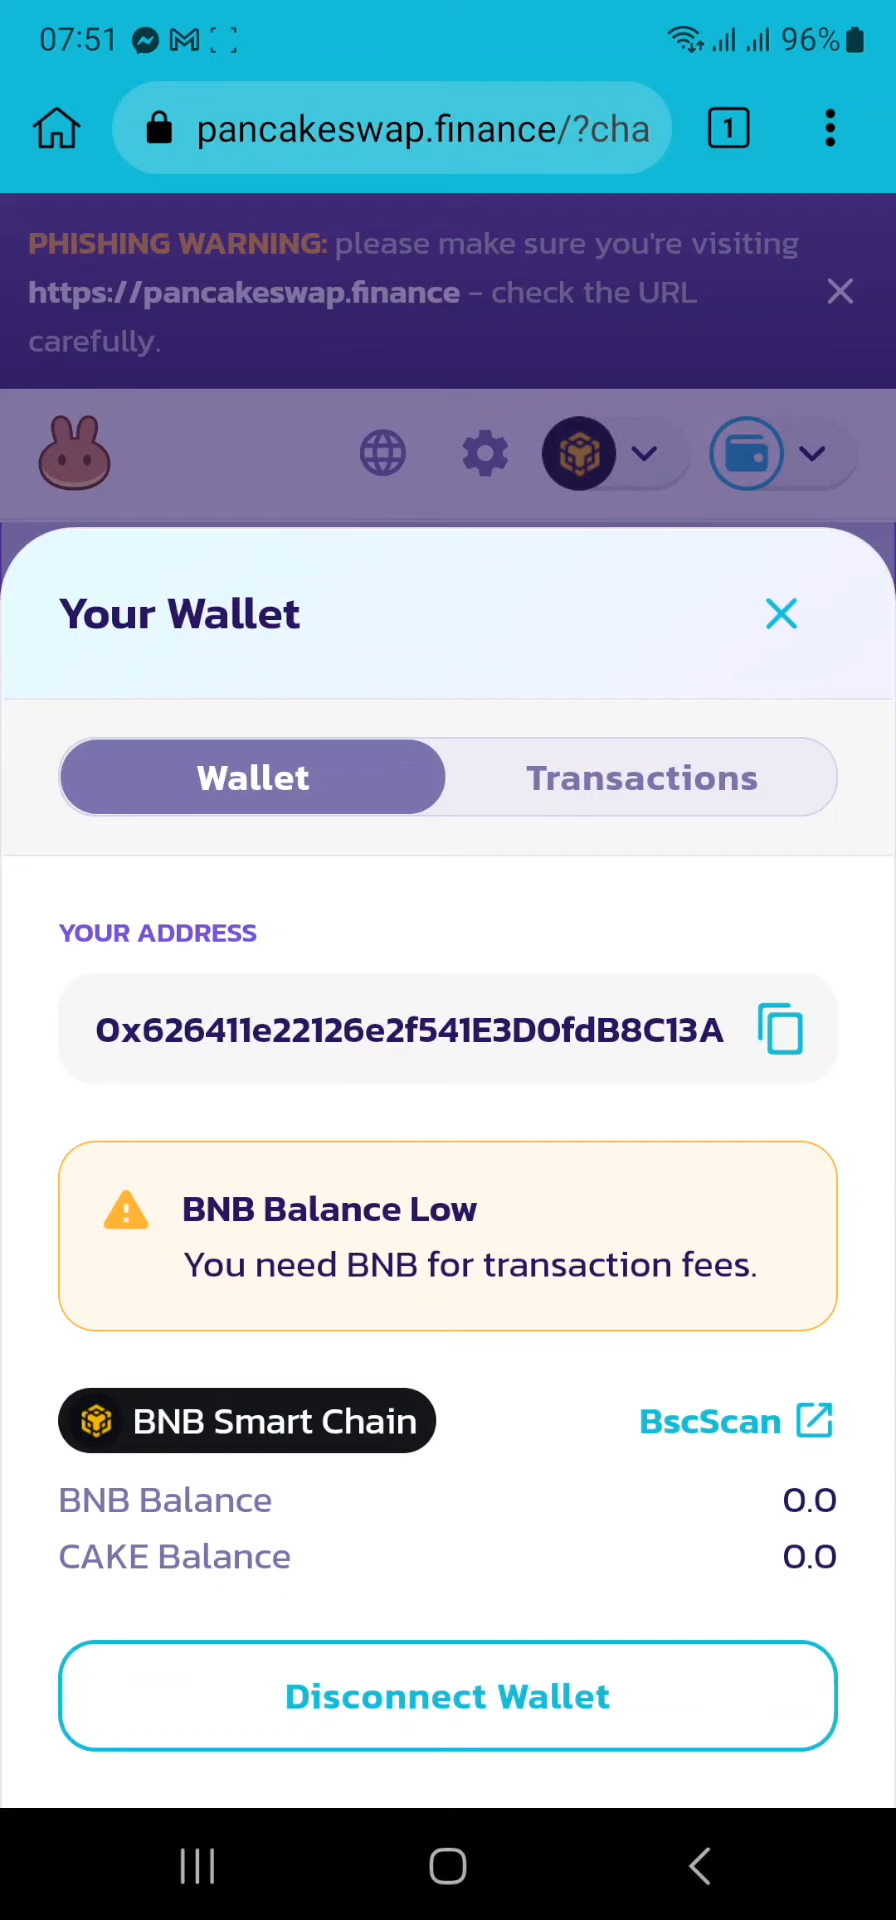 07:51
96%
pancakeswap.finance/?cha
1
PHISHING WARNING: please make sure you're visiting
https://pancakeswap.finance - check the URL
carefully.
Your Wallet
Wallet
Transactions
YOUR ADDRESS
0x626411e22126e2f541E3D0fdB8C13A
BNB Balance Low
You need BNB for transaction fees.
BNB Smart Chain
BscScan
BNB Balance
0.0
CAKE Balance
0.0
Disconnect Wallet